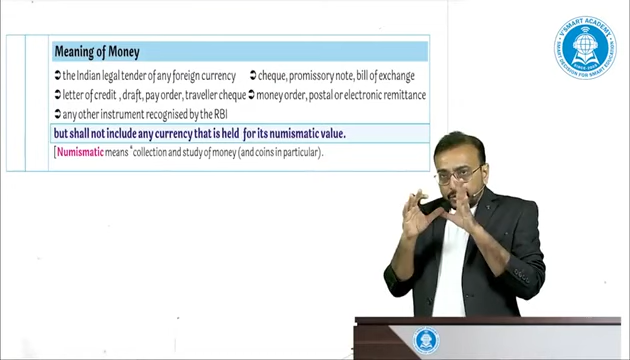 V'SMART ACADEMY
Meaning of Money
➲ the Indian legal tender of any foreign currency ➲ cheque, promissory note, bill of exchange
➲ letter of credit , draft, pay order, traveller cheque ➲ money order, postal or electronic remittance
➲ any other instrument recognised by the RBI
but shall not include any currency that is held for its numismatic value.
[Numismatic means "collection and study of money (and coins in particular).